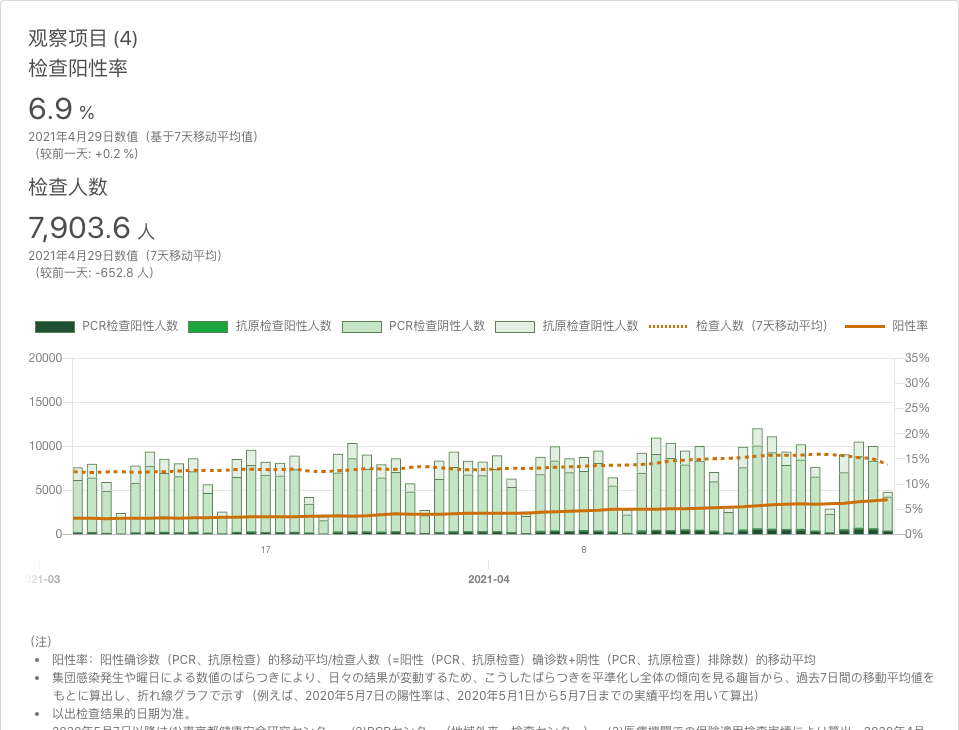 观察项目 (4)
检查阳性率
6.9 %
2021年4月29日数值（基于7天移动平均值）
（较前一天: +0.2 %）
检查人数
7,903.6 人
2021年4月29日数值（7天移动平均）
（较前一天: -652.8 人）
PCR检查阳性人数 抗原检查阳性人数 PCR检查阴性人数 抗原检查阴性人数 检查人数（7天移动平均） 阳性率
20000 35%
30%
15000 25%
20%
10000 15%
5000 10%
5%
0 0%
17 8
021-03 2021-04
（注）
• 阳性率：阳性确诊数（PCR、抗原检查）的移动平均/检查人数（=阳性（PCR、抗原检查）确诊数+阴性（PCR、抗原检查）排除数）的移动平均
• 集団感染発生や曜日による数値のばらつきにより、日々の結果が変動するため、こうしたばらつきを平準化し全体の傾向を見る趣旨から、過去7日間の移動平均値を
もとに算出し、折れ線グラフで示す（例えば、2020年5月7日の陽性率は、2020年5月1日から5月7日までの実績平均を用いて算出）
• 以出检查结果的日期为准。